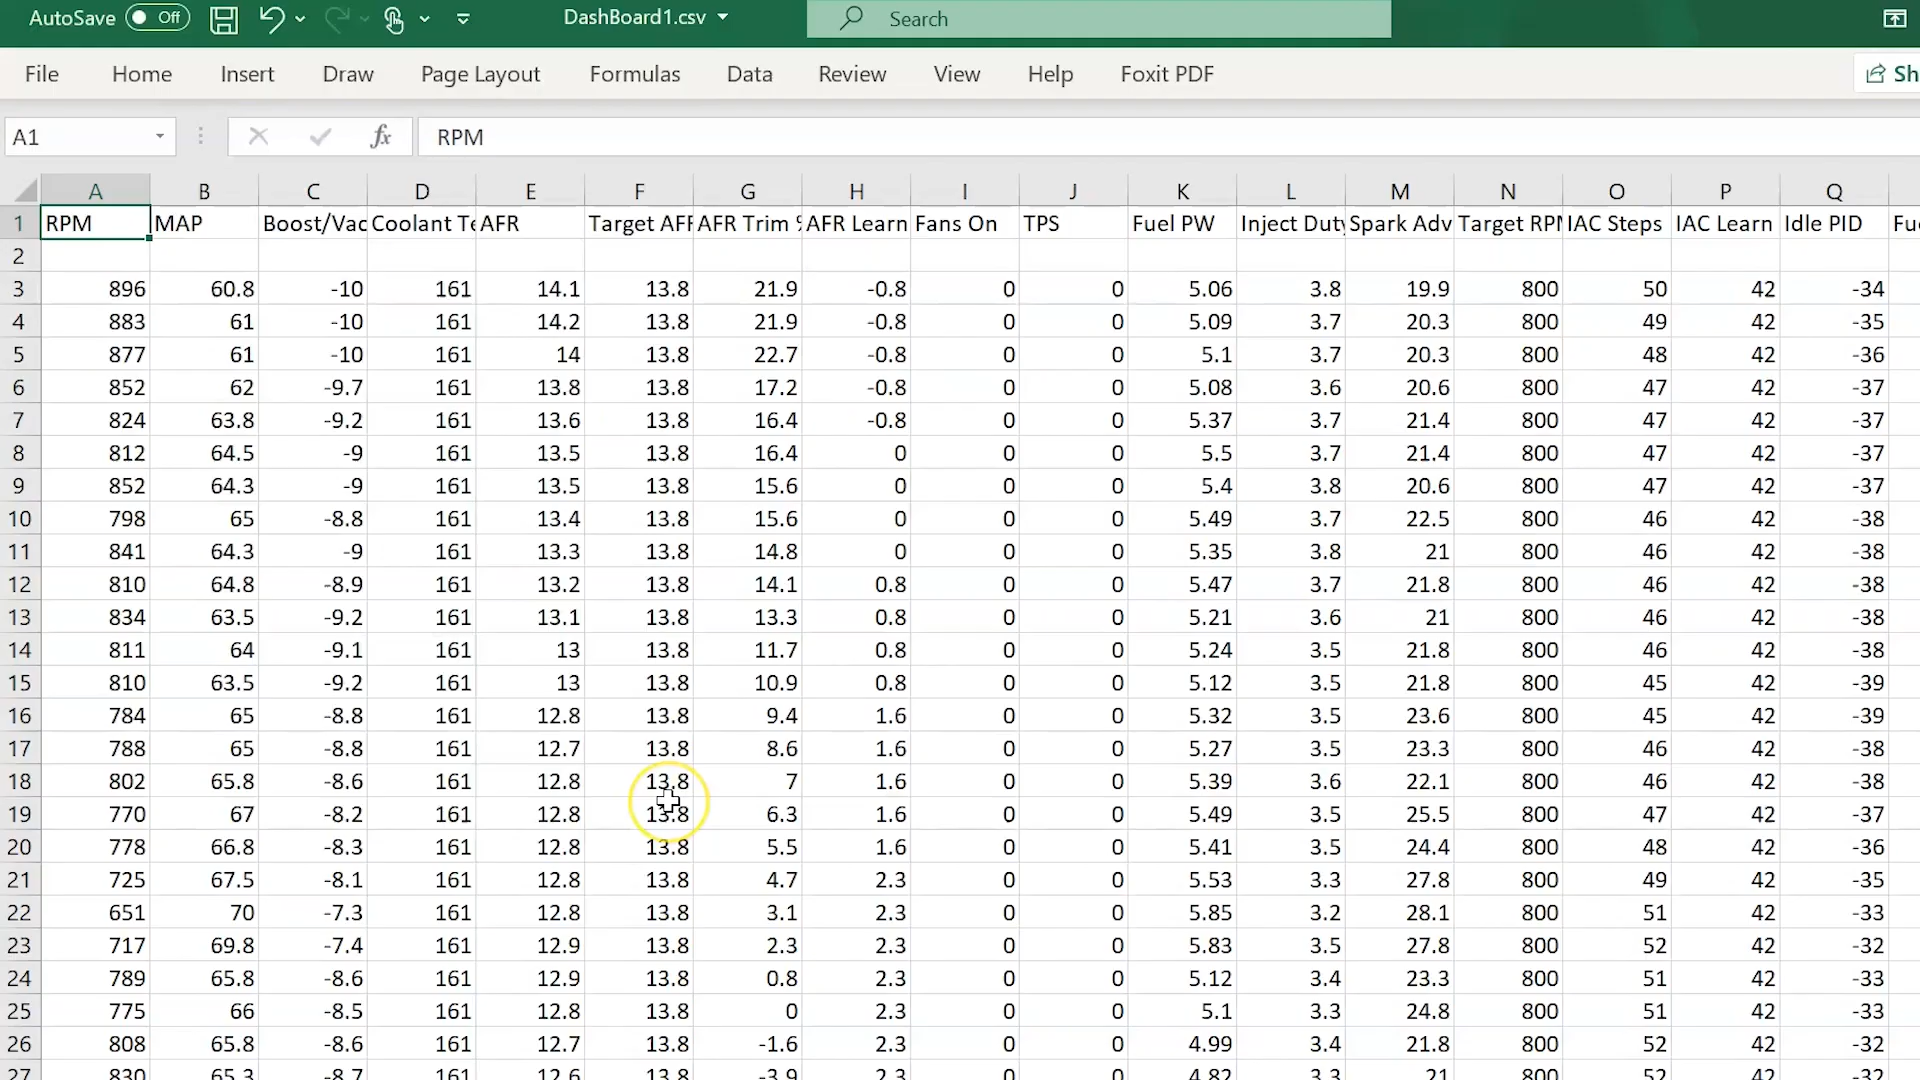 AutoSave Off DashBoard1.csv Search
File Home Insert Draw Page Layout Formulas Data Review View Help Foxit PDF Sh
A1 fx RPM
A B C D E F G H I J K L M N O P Q
1 RPM MAP Boost/Vac Coolant Te AFR Target AFR AFR Trim % AFR Learn Fans On TPS Fuel PW Inject Duty Spark Adv Target RPM IAC Steps IAC Learn Idle PID Fue
2
3 896 60.8 -10 161 14.1 13.8 21.9 -0.8 0 0 5.06 3.8 19.9 800 50 42 -34
4 883 61 -10 161 14.2 13.8 21.9 -0.8 0 0 5.09 3.7 20.3 800 49 42 -35
5 877 61 -10 161 14 13.8 22.7 -0.8 0 0 5.1 3.7 20.3 800 48 42 -36
6 852 62 -9.7 161 13.8 13.8 17.2 -0.8 0 0 5.08 3.6 20.6 800 47 42 -37
7 824 63.8 -9.2 161 13.6 13.8 16.4 -0.8 0 0 5.37 3.7 21.4 800 47 42 -37
8 812 64.5 -9 161 13.5 13.8 16.4 0 0 0 5.5 3.7 21.4 800 47 42 -37
9 852 64.3 -9 161 13.5 13.8 15.6 0 0 0 5.4 3.8 20.6 800 47 42 -37
10 798 65 -8.8 161 13.4 13.8 15.6 0 0 0 5.49 3.7 22.5 800 46 42 -38
11 841 64.3 -9 161 13.3 13.8 14.8 0 0 0 5.35 3.8 21 800 46 42 -38
12 810 64.8 -8.9 161 13.2 13.8 14.1 0.8 0 0 5.47 3.7 21.8 800 46 42 -38
13 834 63.5 -9.2 161 13.1 13.8 13.3 0.8 0 0 5.21 3.6 21 800 46 42 -38
14 811 64 -9.1 161 13 13.8 11.7 0.8 0 0 5.24 3.5 21.8 800 46 42 -38
15 810 63.5 -9.2 161 13 13.8 10.9 0.8 0 0 5.12 3.5 21.8 800 45 42 -39
16 784 65 -8.8 161 12.8 13.8 9.4 1.6 0 0 5.32 3.5 23.6 800 45 42 -39
17 788 65 -8.8 161 12.7 13.8 8.6 1.6 0 0 5.27 3.5 23.3 800 46 42 -38
18 802 65.8 -8.6 161 12.8 13.8 7 1.6 0 0 5.39 3.6 22.1 800 46 42 -38
19 770 67 -8.2 161 12.8 13.8 6.3 1.6 0 0 5.49 3.5 25.5 800 47 42 -37
20 778 66.8 -8.3 161 12.8 13.8 5.5 1.6 0 0 5.41 3.5 24.4 800 48 42 -36
21 725 67.5 -8.1 161 12.8 13.8 4.7 2.3 0 0 5.53 3.3 27.8 800 49 42 -35
22 651 70 -7.3 161 12.8 13.8 3.1 2.3 0 0 5.85 3.2 28.1 800 51 42 -33
23 717 69.8 -7.4 161 12.9 13.8 2.3 2.3 0 0 5.83 3.5 27.8 800 52 42 -32
24 789 65.8 -8.6 161 12.9 13.8 0.8 2.3 0 0 5.12 3.4 23.3 800 51 42 -33
25 775 66 -8.5 161 12.8 13.8 0 2.3 0 0 5.1 3.3 24.8 800 51 42 -33
26 808 65.8 -8.6 161 12.7 13.8 -1.6 2.3 0 0 4.99 3.4 21.8 800 52 42 -32
27 830 65.3 -8.7 161 12.6 13.8 -3.9 2.3 0 0 4.82 3.3 21 800 52 42 -32